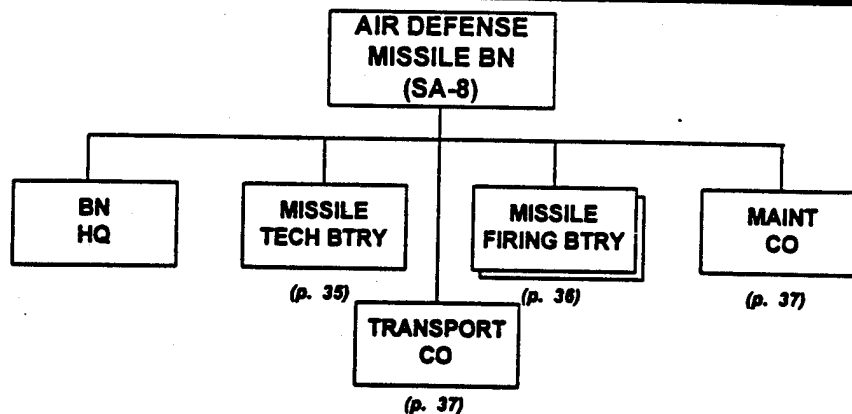 AIR DEFENSE
MISSILE BN
(SA-8)
BN
HQ
MISSILE
TECH BTRY
(p. 35)
MISSILE
FIRING BTRY
(p. 36)
MAINT
CO
(p. 37)
TRANSPORT
CO
(p. 37)